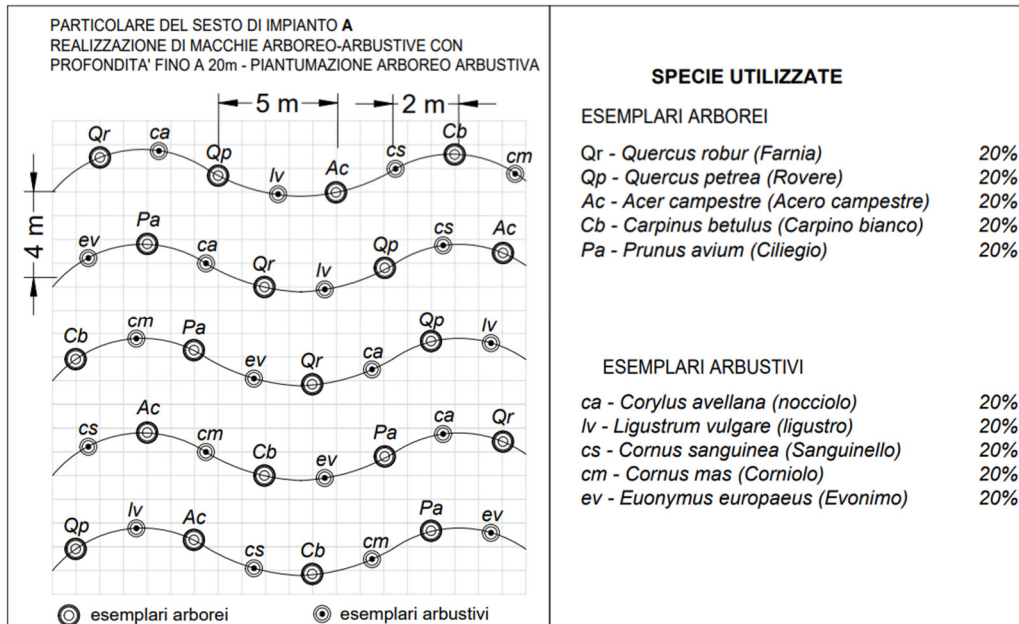 PARTICOLARE DEL SESTO DI IMPIANTO A
REALIZZAZIONE DI MACCHIE ARBOREO-ARBUSTIVE CON
PROFONDITA' FINO A 20m - PIANTUMAZIONE ARBOREO ARBUSTIVA
5 m
2 m
Qr ca Qp lv Ac cs Cb cm
4 m
ev Pa ca Qr lv Qp cs Ac
Cb cm Pa ev Qr ca Qp lv
cs Ac cm Cb ev Pa ca Qr
Qp lv Ac cs Cb cm Pa ev
esemplari arborei
esemplari arbustivi
SPECIE UTILIZZATE
ESEMPLARI ARBOREI
Qr - Quercus robur (Farnia) 20%
Qp - Quercus petrea (Rovere) 20%
Ac - Acer campestre (Acero campestre) 20%
Cb - Carpinus betulus (Carpino bianco) 20%
Pa - Prunus avium (Ciliegio) 20%
ESEMPLARI ARBUSTIVI
ca - Corylus avellana (nocciolo) 20%
lv - Ligustrum vulgare (ligustro) 20%
cs - Cornus sanguinea (Sanguinello) 20%
cm - Cornus mas (Corniolo) 20%
ev - Euonymus europaeus (Evonimo) 20%